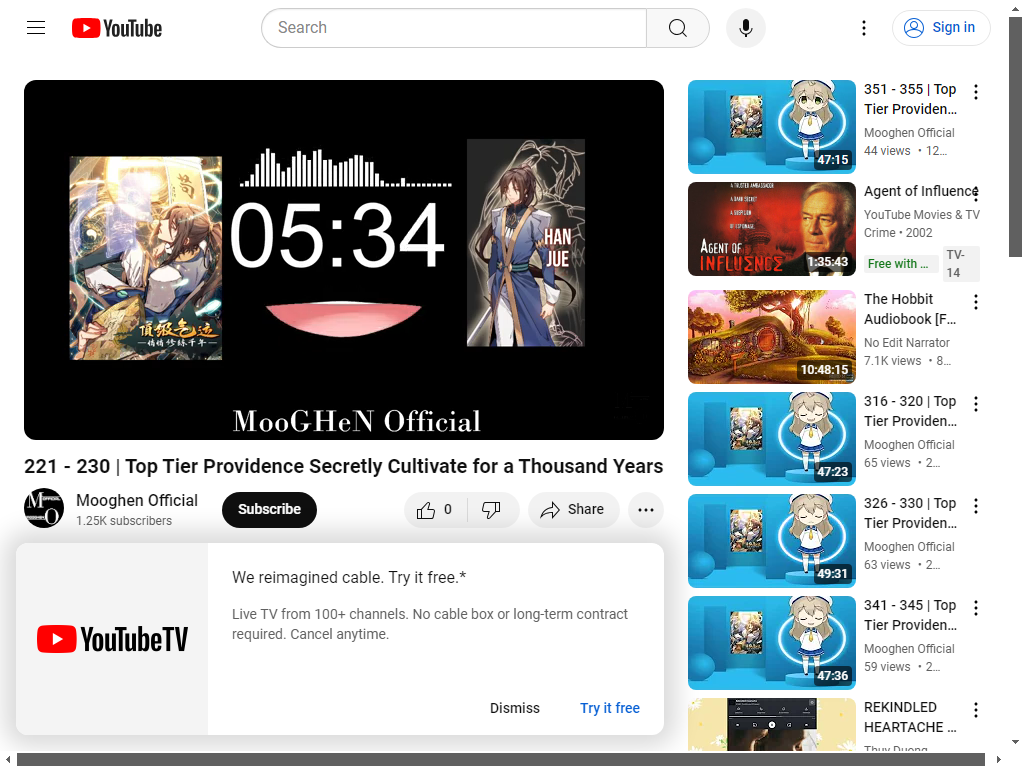 YouTube
Search
Sign in
05:34
HAN
JUE
頂級气运
悄悄修练千年
MooGHeN Official
221 - 230 | Top Tier Providence Secretly Cultivate for a Thousand Years
Mooghen Official
1.25K subscribers
Subscribe
0
Share
We reimagined cable. Try it free.*
Live TV from 100+ channels. No cable box or long-term contract
required. Cancel anytime.
YouTubeTV
Dismiss
Try it free
351 - 355 | Top
Tier Providen...
Mooghen Official
44 views • 12...
47:15
A TRUSTED AMBASSADOR
A DARK SECRET
AGENT OF
INFLUENCE
1:35:43
Agent of Influence
YouTube Movies & TV
Crime • 2002
Free with ...
TV-
14
10:48:15
The Hobbit
Audiobook [F...
No Edit Narrator
7.1K views • 8...
47:23
316 - 320 | Top
Tier Providen...
Mooghen Official
65 views • 2...
49:31
326 - 330 | Top
Tier Providen...
Mooghen Official
63 views • 2...
47:36
341 - 345 | Top
Tier Providen...
Mooghen Official
59 views • 2...
REKINDLED
HEARTACHE ...
Thuy Duong